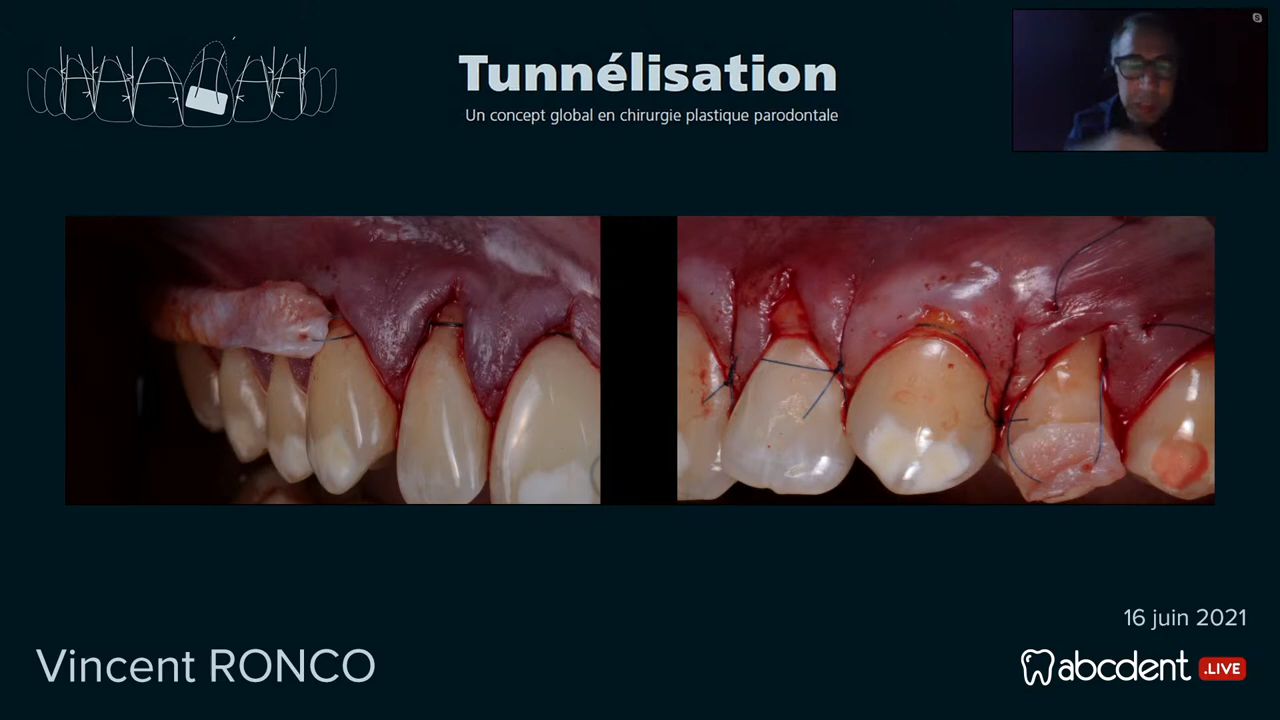 Tunnélisation
Un concept global en chirurgie plastique parodontale
16 juin 2021
Vincent RONCO
abcdent .LIVE